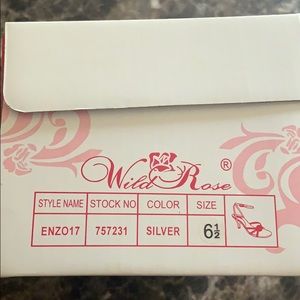 Wild Rose ®
STYLE NAME STOCK NO COLOR SIZE
ENZO17 757231 SILVER 6½